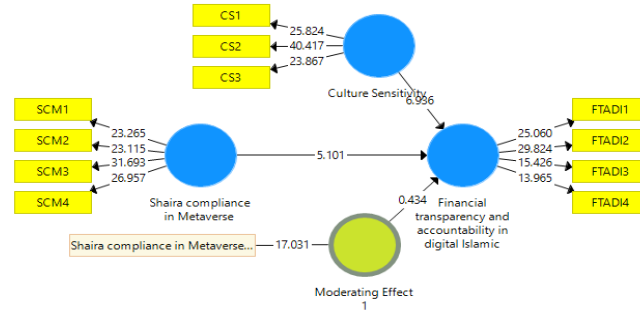 CS1
25.824
CS2
40.417
CS3
23.867
Culture Sensitivity
6.936
SCM1
23.265
SCM2
23.115
SCM3
31.693
SCM4
26.957
Shaira compliance
in Metaverse
5.101
FTADI1
25.060
FTADI2
29.824
FTADI3
15.426
FTADI4
13.965
Financial
transparency and
accountability in
digital Islamic
0.434
Shaira compliance in Metaverse...
17.031
Moderating Effect
1